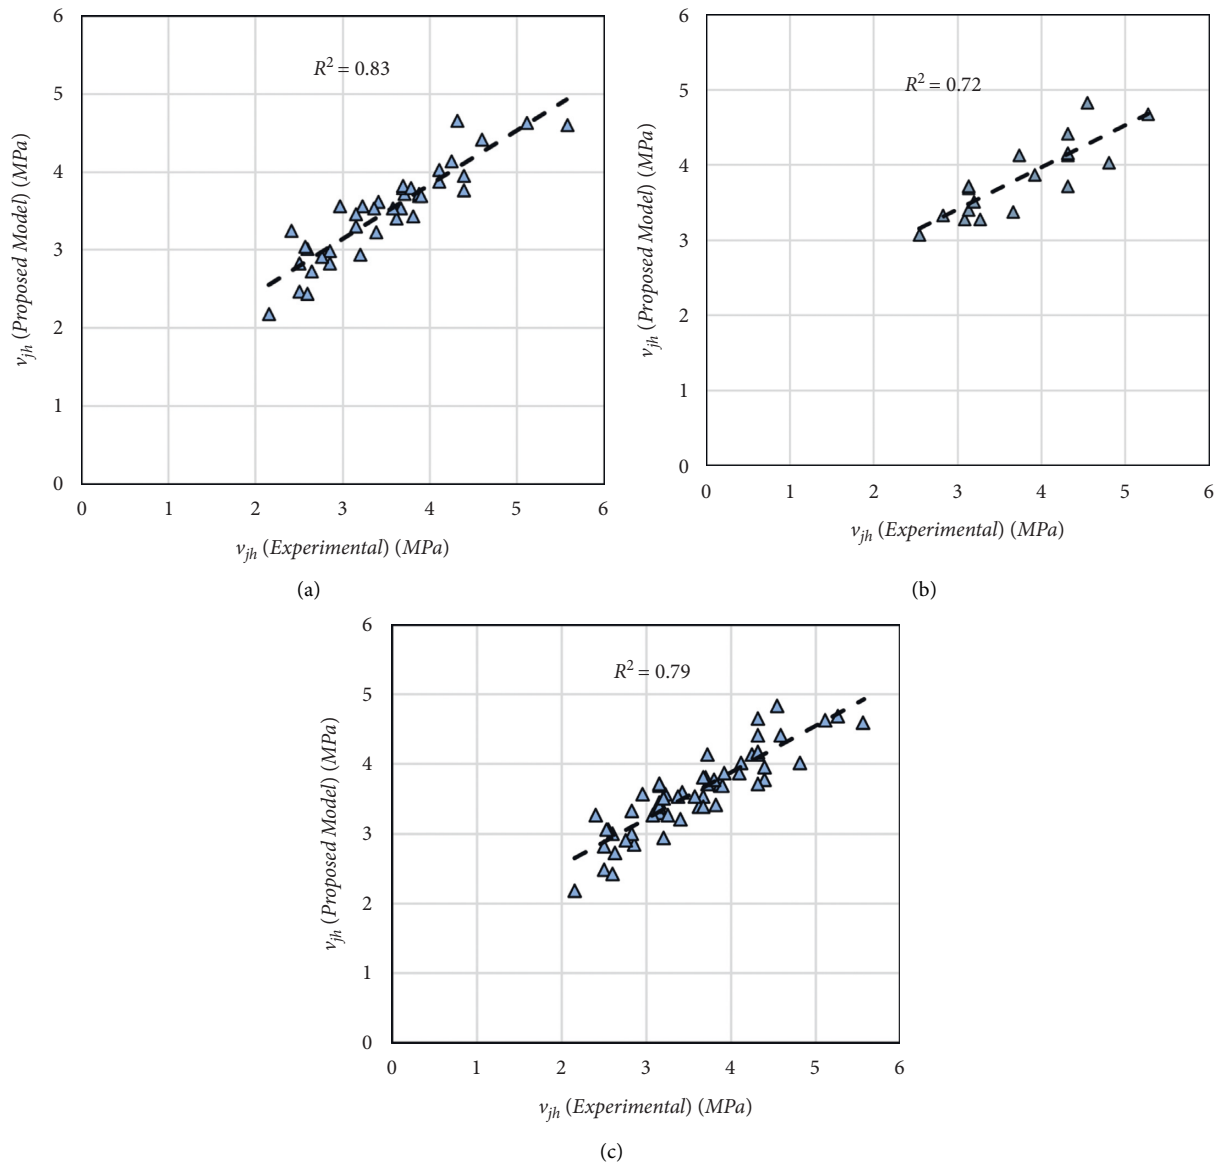 6
5
4
3
2
1
0
v_jh (Proposed Model) (MPa)
R² = 0.83
0 1 2 3 4 5 6
v_jh (Experimental) (MPa)
(a)
6
5
4
3
2
1
0
v_jh (Proposed Model) (MPa)
R² = 0.72
0 1 2 3 4 5 6
v_jh (Experimental) (MPa)
(b)
6
5
4
3
2
1
0
v_jh (Proposed Model) (MPa)
R² = 0.79
0 1 2 3 4 5 6
v_jh (Experimental) (MPa)
(c)